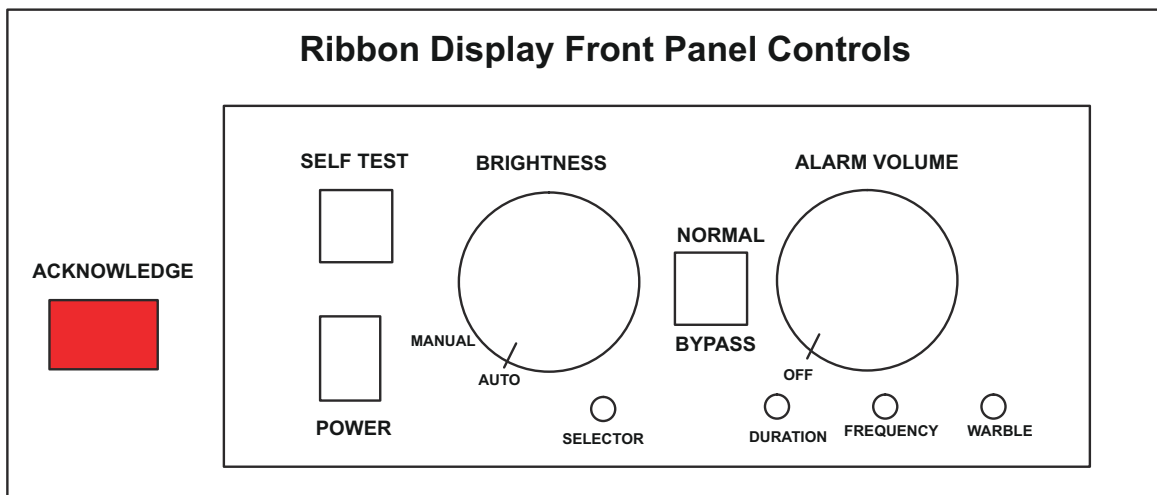 Ribbon Display Front Panel Controls
SELF TEST
BRIGHTNESS
ALARM VOLUME
NORMAL
ACKNOWLEDGE
MANUAL
BYPASS
AUTO
OFF
POWER
SELECTOR
DURATION
FREQUENCY
WARBLE